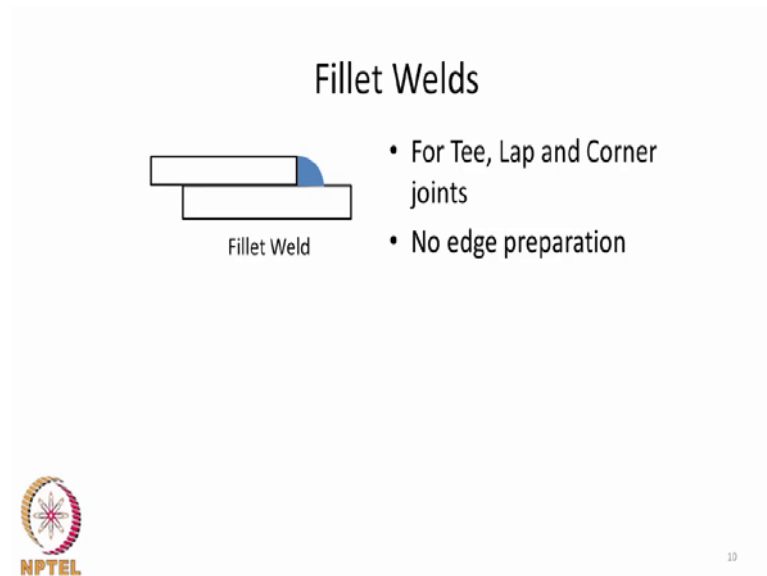 Fillet Welds
• For Tee, Lap and Corner
joints
• No edge preparation
Fillet Weld
NPTEL
10